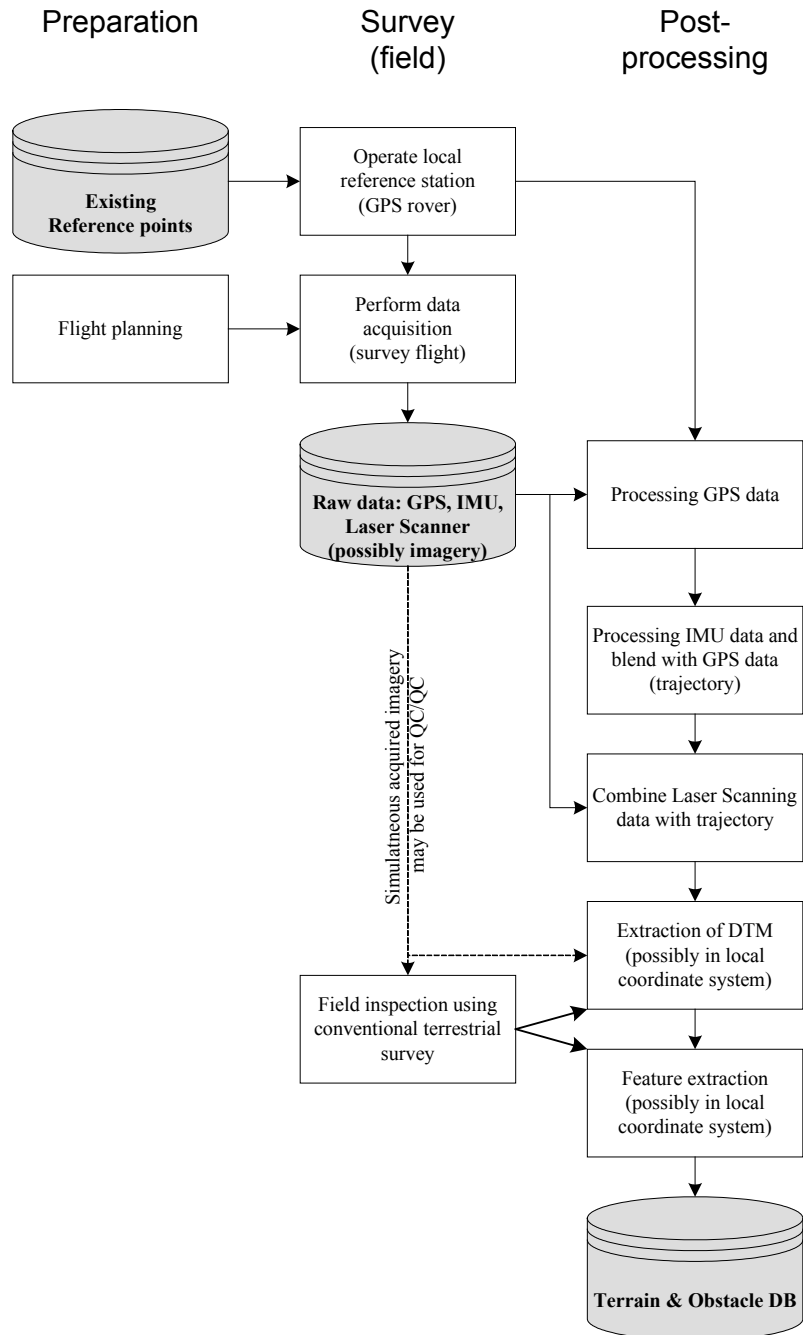 Preparation
Survey
(field)
Post-
processing
Existing
Reference points
Operate local
reference station
(GPS rover)
Flight planning
Perform data
acquisition
(survey flight)
Raw data: GPS, IMU,
Laser Scanner
(possibly imagery)
Processing GPS data
Processing IMU data and
blend with GPS data
(trajectory)
Simulatneous acquired imagery
may be used for QC/QC
Combine Laser Scanning
data with trajectory
Extraction of DTM
(possibly in local
coordinate system)
Field inspection using
conventional terrestrial
survey
Feature extraction
(possibly in local
coordinate system)
Terrain & Obstacle DB